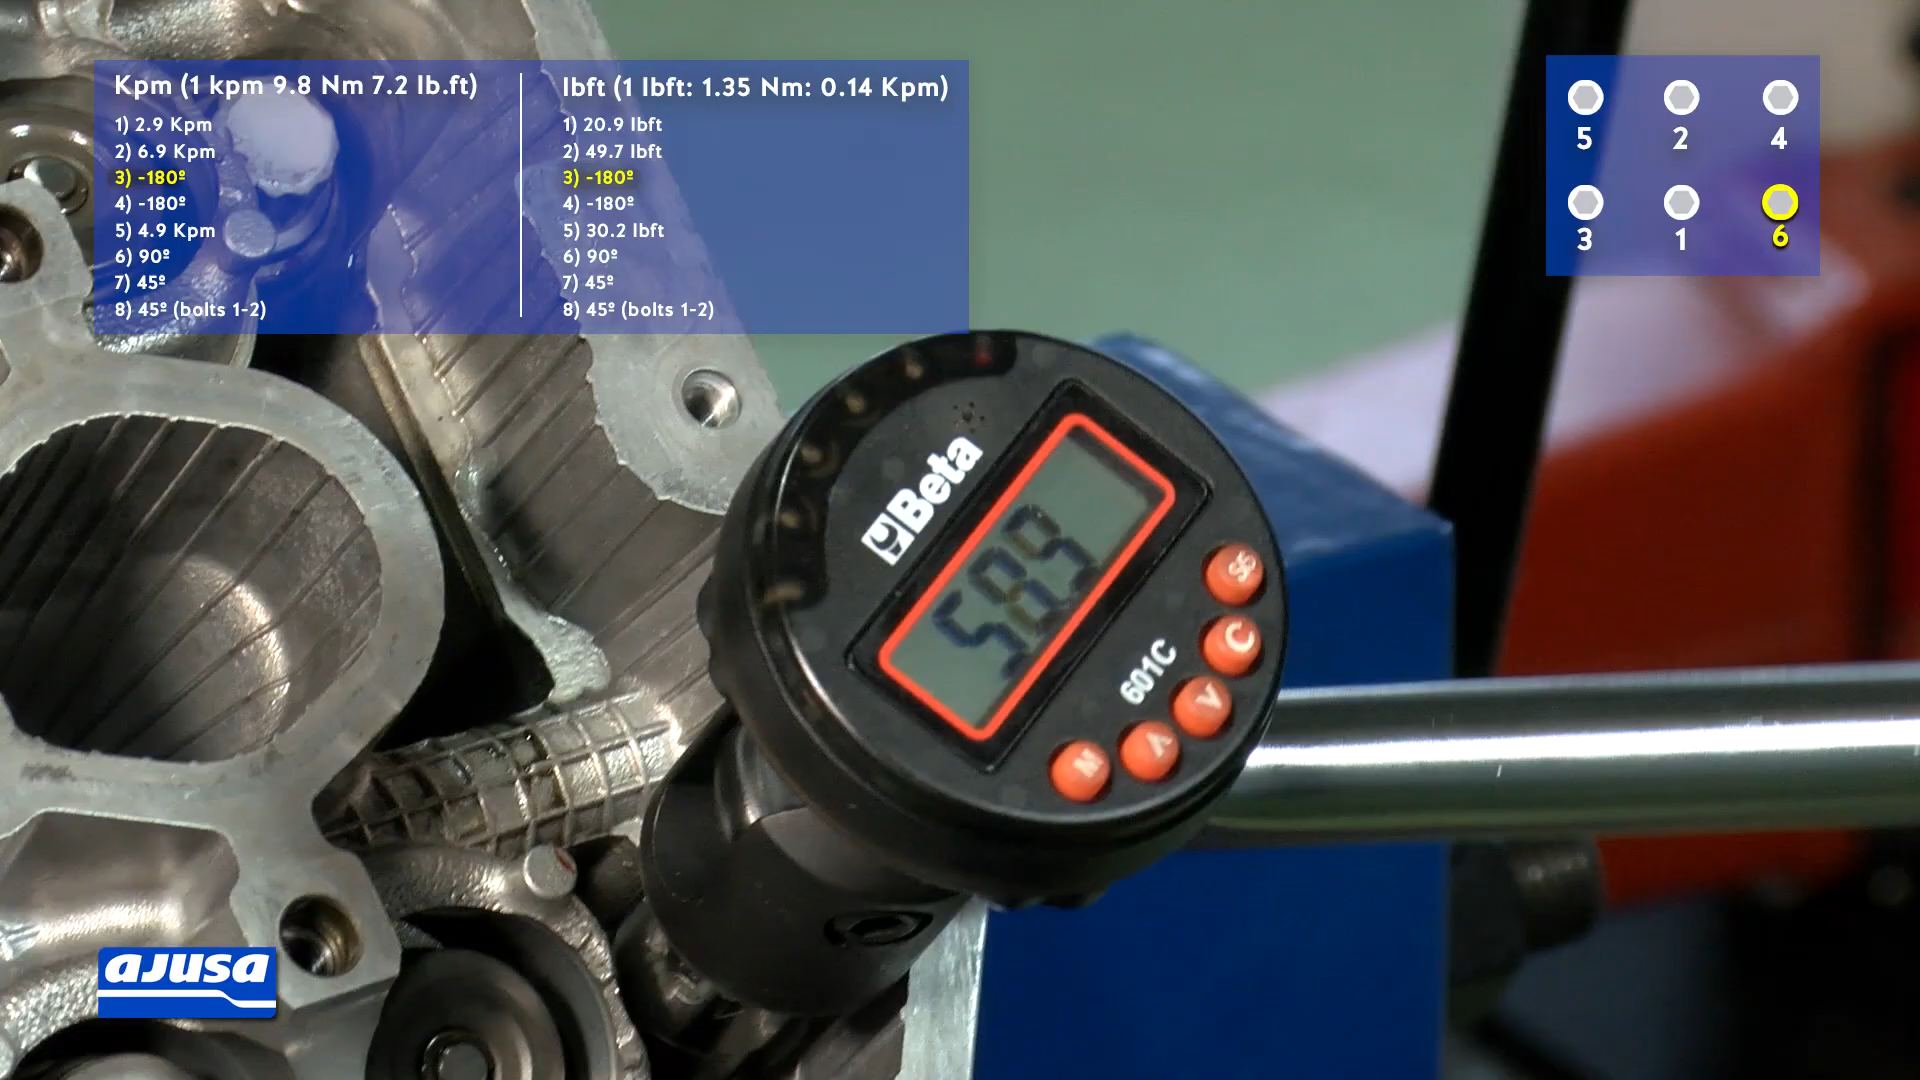 Kpm (1 kpm 9.8 Nm 7.2 lb.ft)
1) 2.9 Kpm
2) 6.9 Kpm
3) -180º
4) -180º
5) 4.9 Kpm
6) 90º
7) 45º
8) 45º (bolts 1-2)
lbft (1 lbft: 1.35 Nm: 0.14 Kpm)
1) 20.9 lbft
2) 49.7 lbft
3) -180º
4) -180º
5) 30.2 lbft
6) 90º
7) 45º
8) 45º (bolts 1-2)
5 2 4
3 1 6
Beta
601C
C
ajusa